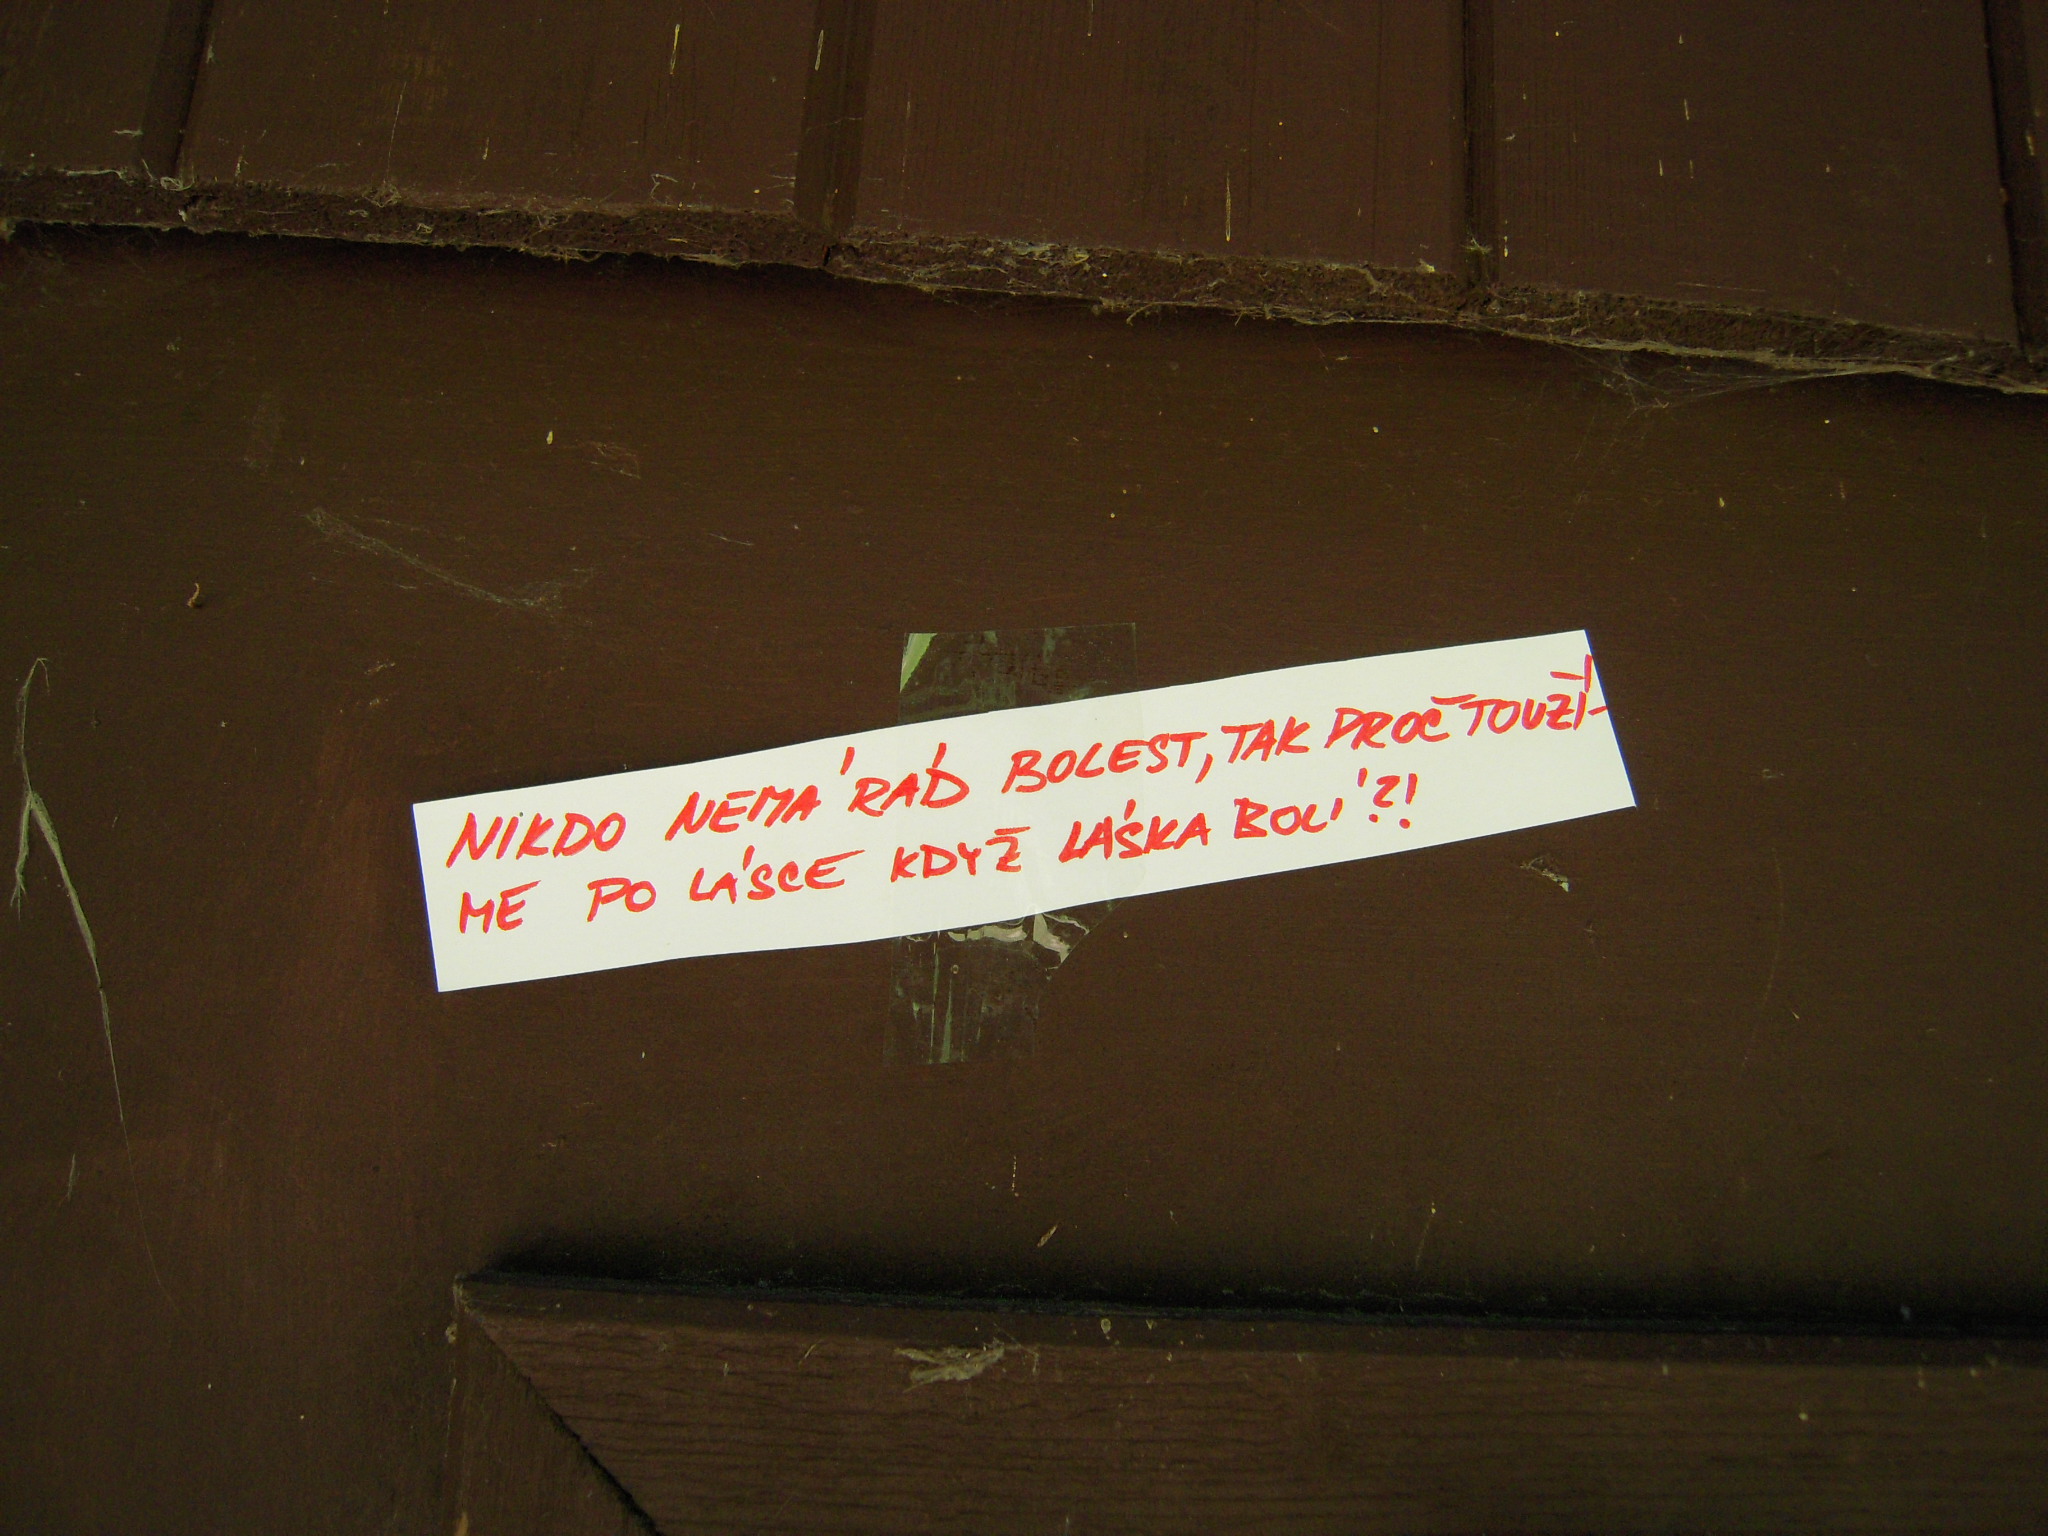 NIKDO NEMÁ RÁD BOLEST, TAK PROČ TOUŽÍ-
ME PO LÁSCE KDYŽ LÁSKA BOLÍ?!